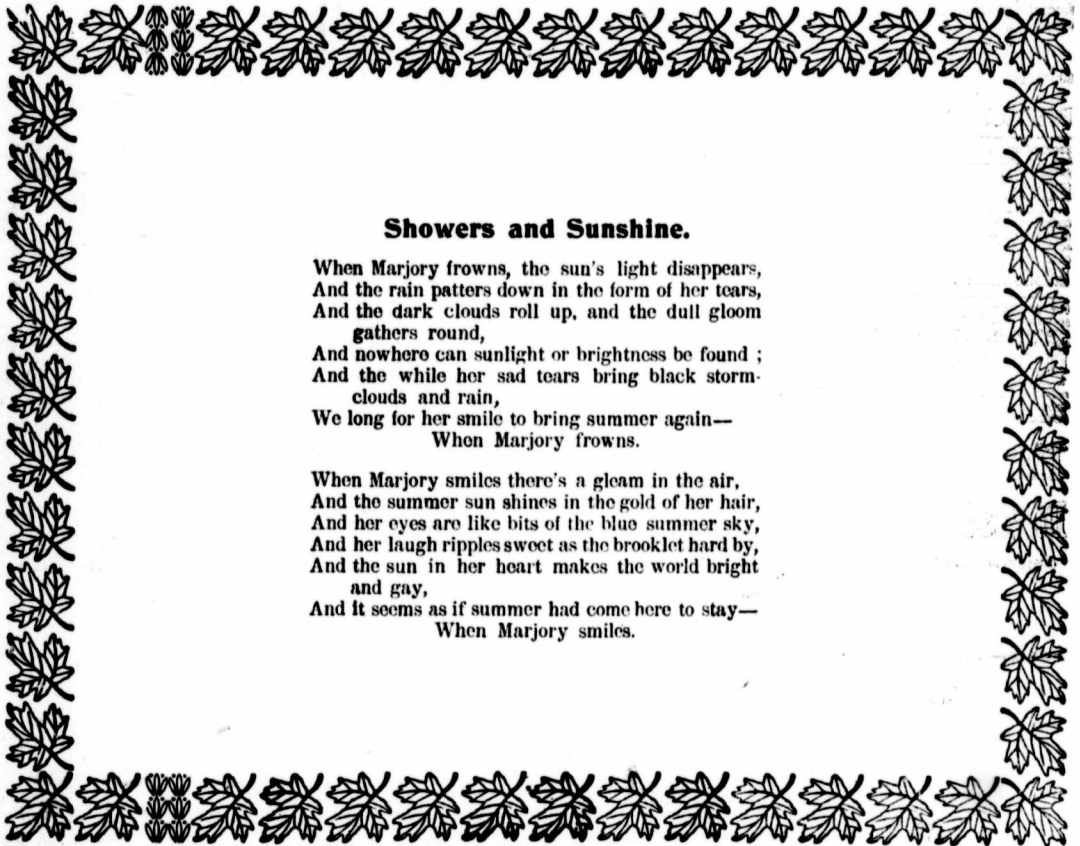 Showers and Sunshine.
When Marjory frowns, the sun's light disappears,
And the rain patters down in the form of her tears,
And the dark clouds roll up, and the dull gloom
gathers round,
And nowhere can sunlight or brightness be found ;
And the while her sad tears bring black storm-
clouds and rain,
We long for her smile to bring summer again—
When Marjory frowns.
When Marjory smiles there's a gleam in the air,
And the summer sun shines in the gold of her hair,
And her eyes are like bits of the blue summer sky,
And her laugh ripples sweet as the brooklet hard by,
And the sun in her heart makes the world bright
and gay,
And it seems as if summer had come here to stay—
When Marjory smiles.